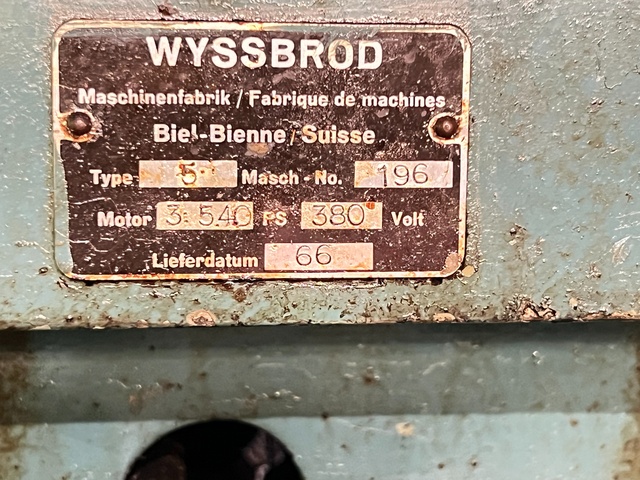 WYSSBROD
Maschinenfabrik / Fabrique de machines
Biel-Bienne / Suisse
Type 5 Masch - No. 196
Motor 3.540 PS 380 Volt
Lieferdatum 66